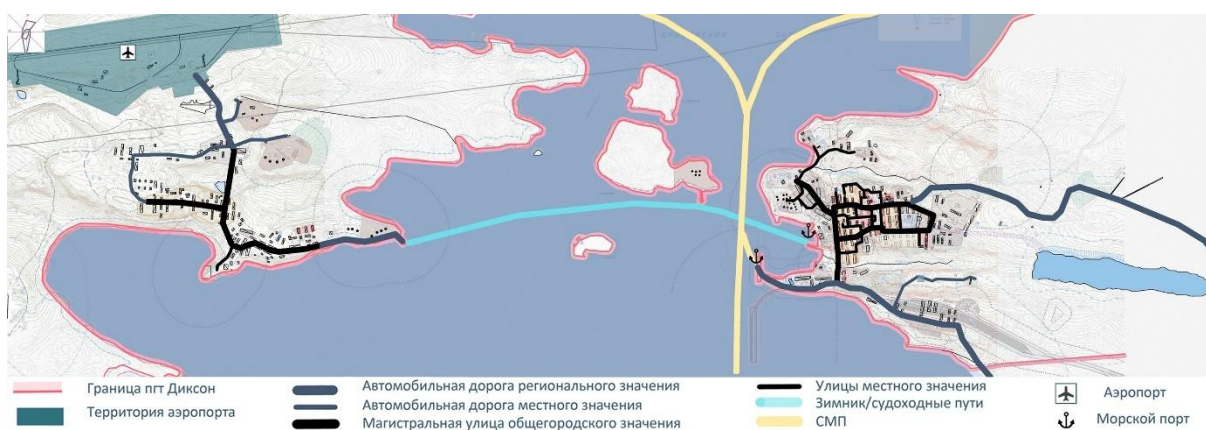 Граница пгт Диксон
Территория аэропорта
Автомобильная дорога регионального значения
Автомобильная дорога местного значения
Магистральная улица общегородского значения
Улицы местного значения
Зимник/судоходные пути
СМП
Аэропорт
Морской порт